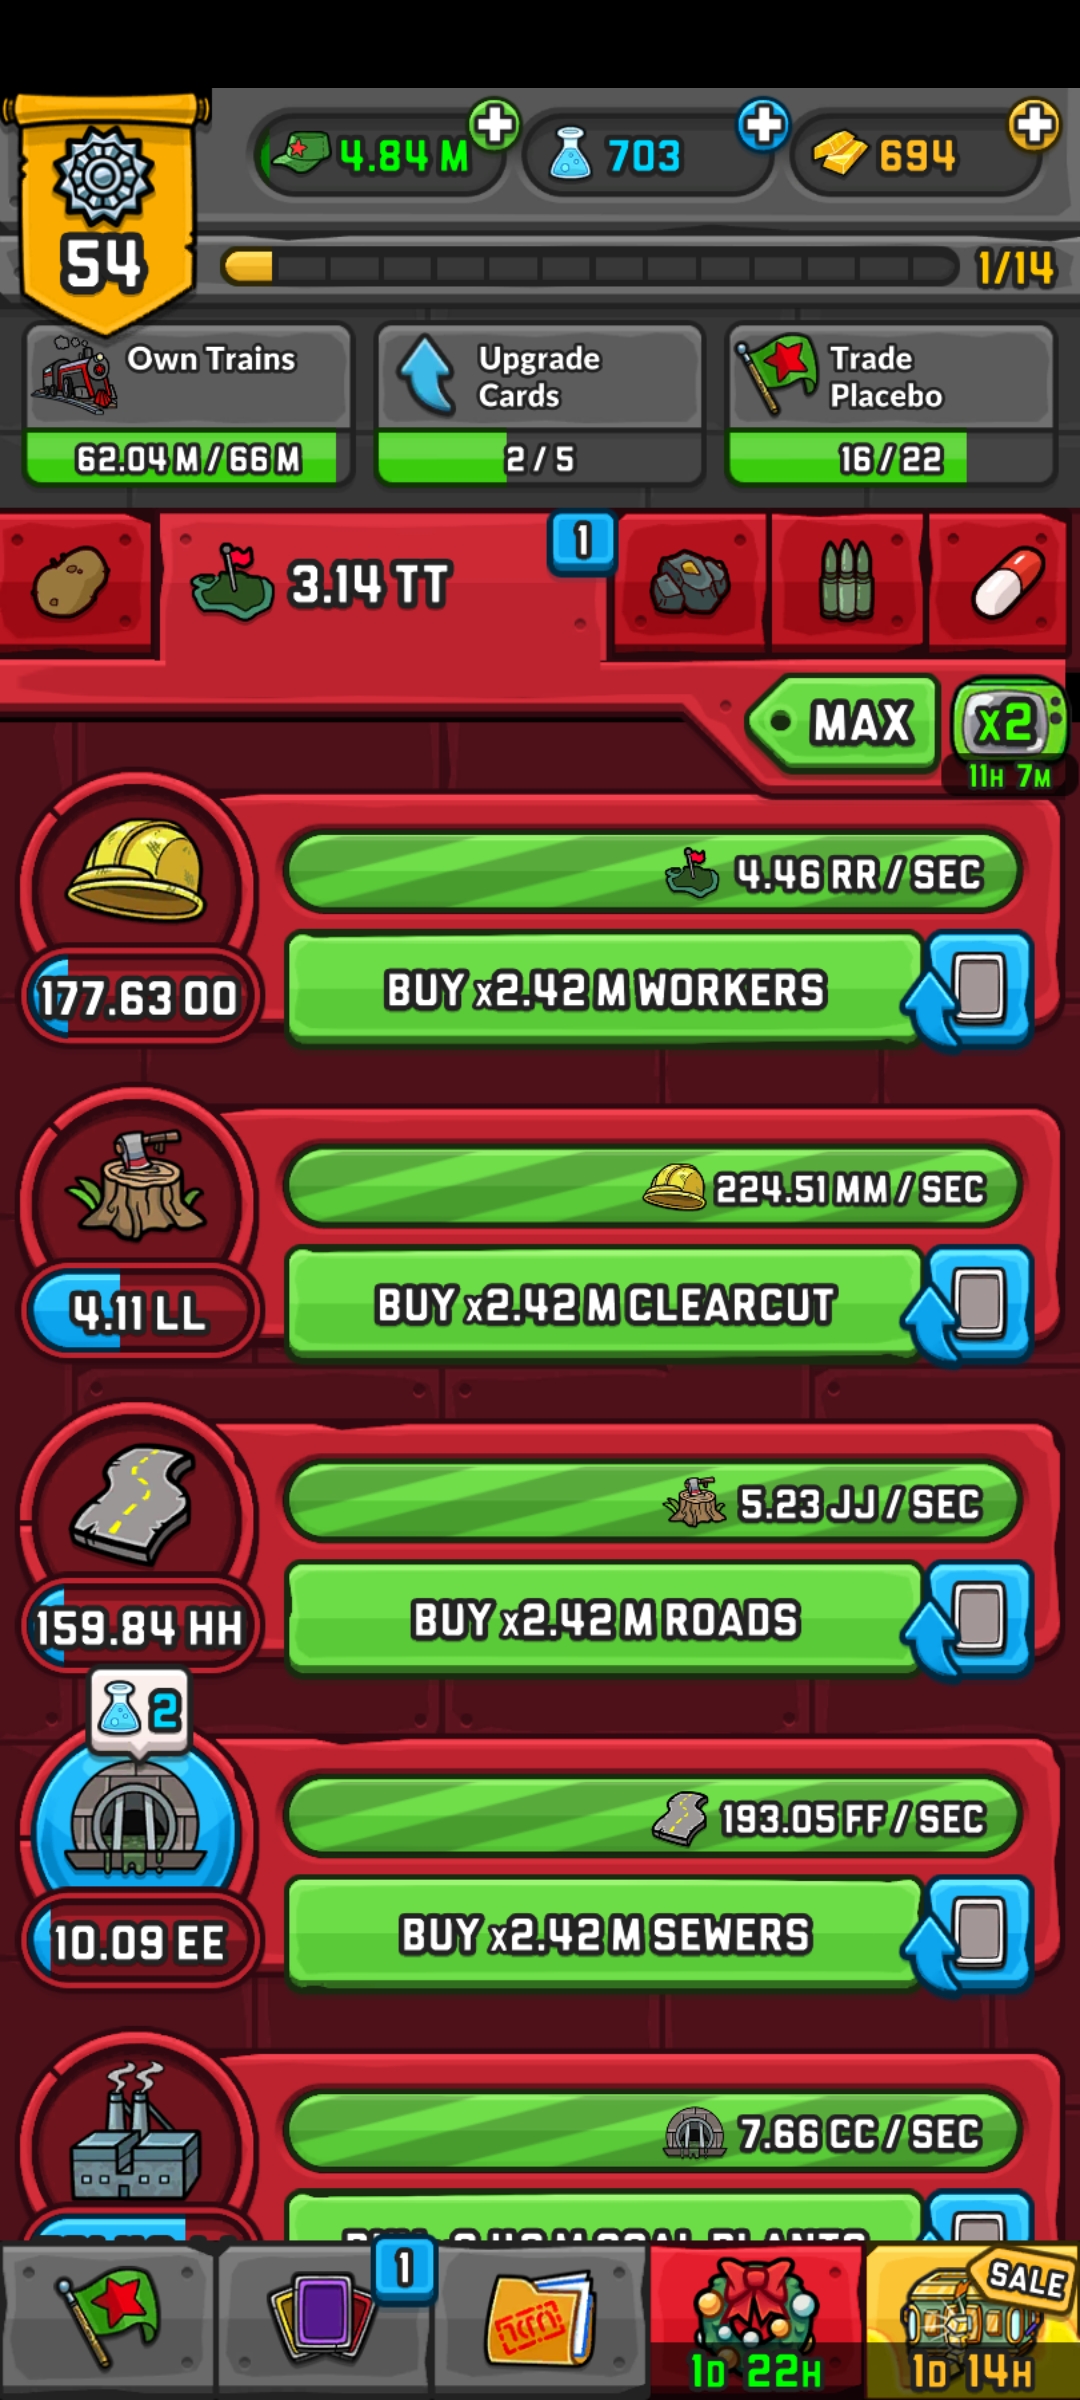 4.84 M
703
694
54
1/14
Own Trains
62.04 M / 66 M
Upgrade
Cards
2 / 5
Trade
Placebo
16 / 22
3.14 TT
1
MAX
x2
11H 7M
4.46 RR / SEC
177.63 OO
BUY x2.42 M WORKERS
224.51 MM / SEC
4.11 LL
BUY x2.42 M CLEARCUT
5.23 JJ / SEC
159.84 HH
BUY x2.42 M ROADS
2
193.05 FF / SEC
10.09 EE
BUY x2.42 M SEWERS
7.66 CC / SEC
1
SALE
1D 22H
1D 14H